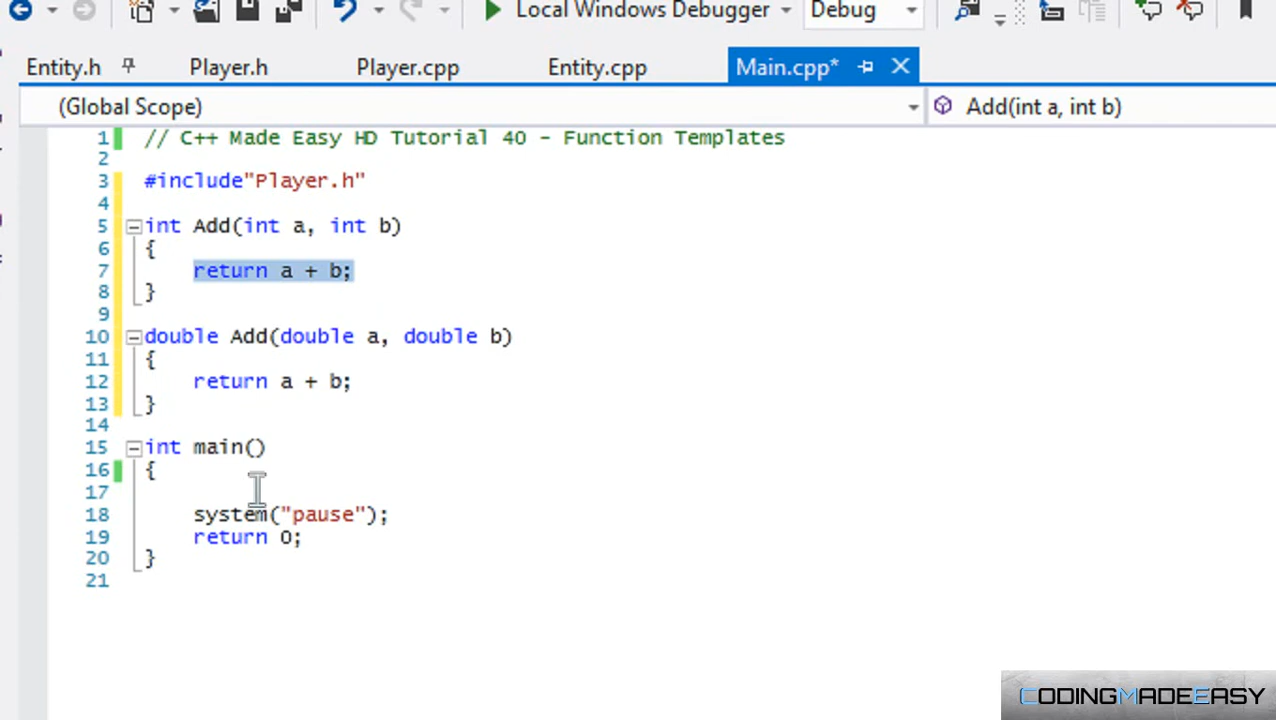 Local Windows Debugger Debug
Entity.h Player.h Player.cpp Entity.cpp Main.cpp*
(Global Scope) Add(int a, int b)
1 // C++ Made Easy HD Tutorial 40 - Function Templates
2
3 #include"Player.h"
4
5 int Add(int a, int b)
6 {
7 return a + b;
8 }
9
10 double Add(double a, double b)
11 {
12 return a + b;
13 }
14
15 int main()
16 {
17
18 system("pause");
19 return 0;
20 }
21
CODINGMADEEASY